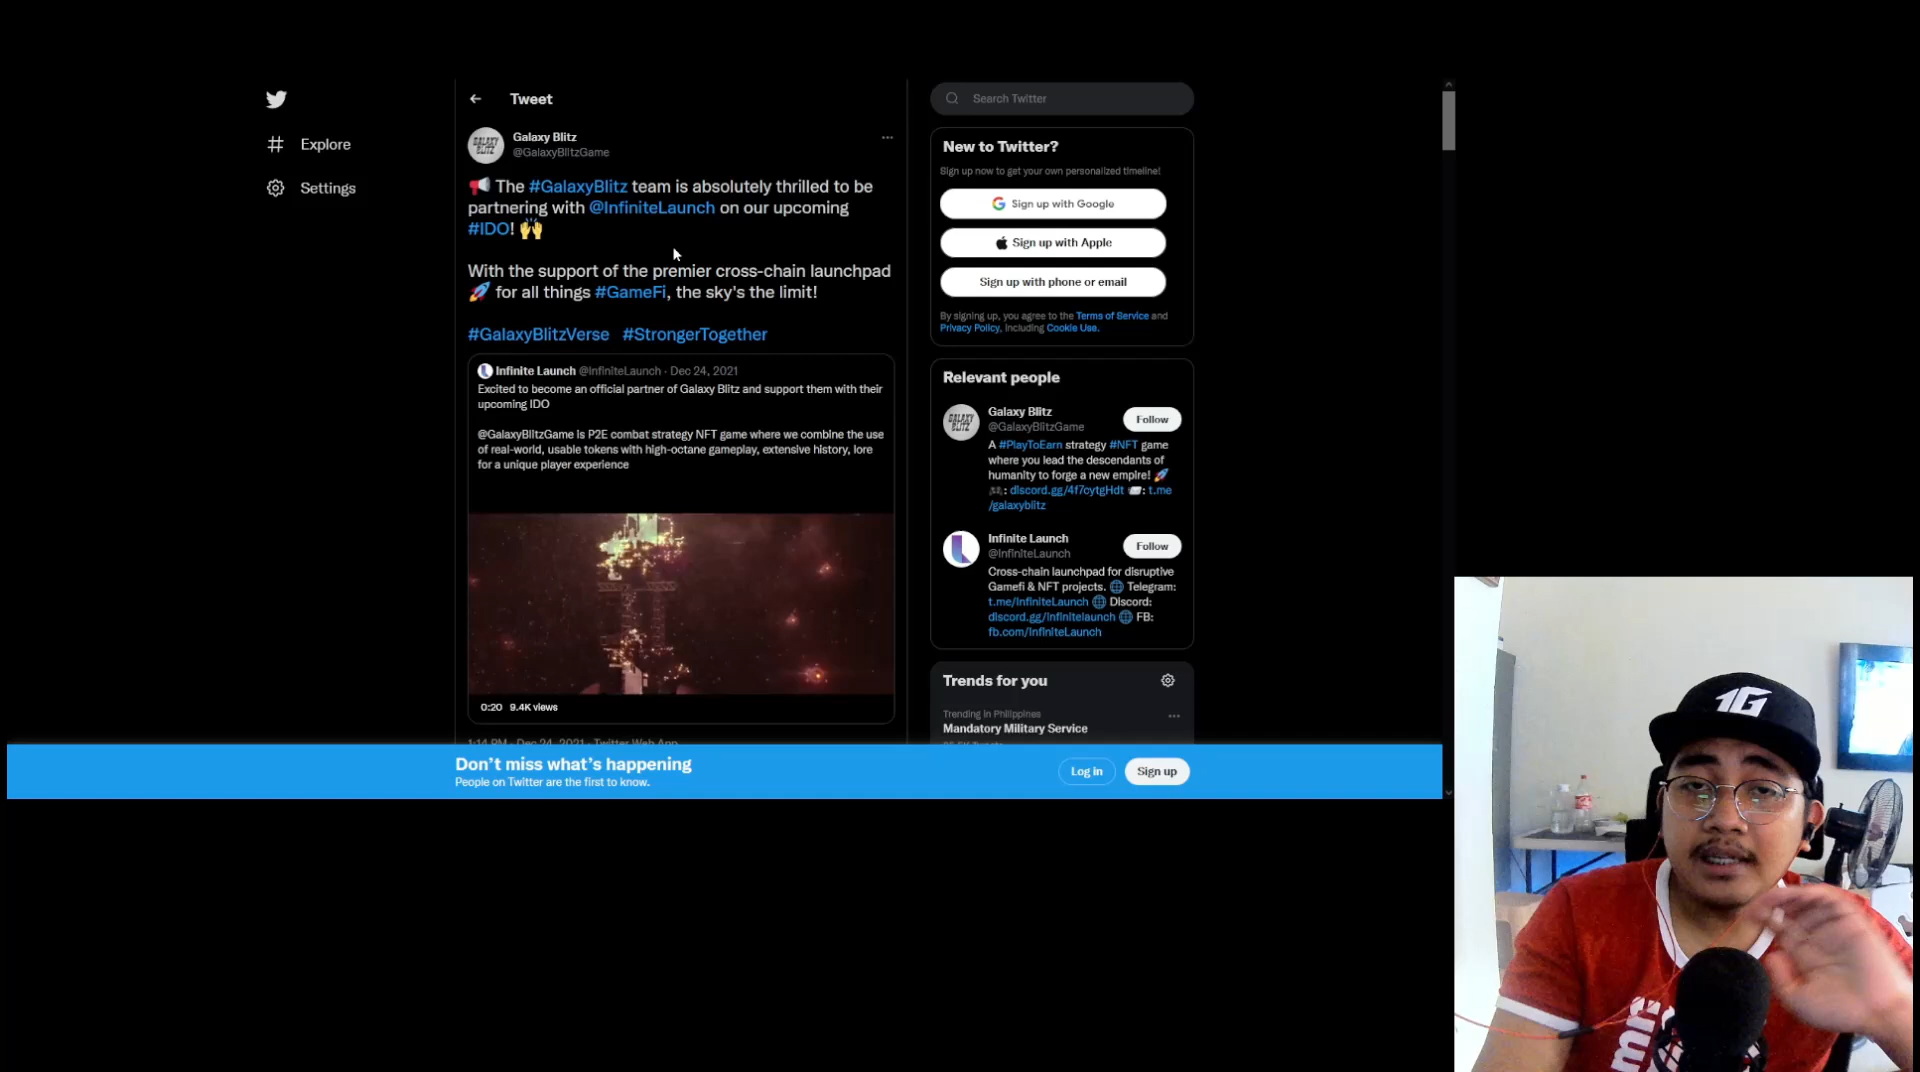 Tweet
Explore
Settings
Galaxy Blitz
@GalaxyBlitzGame
📢 The #GalaxyBlitz team is absolutely thrilled to be
partnering with @InfiniteLaunch on our upcoming
#IDO! 🙌
With the support of the premier cross-chain launchpad
🚀 for all things #GameFi, the sky's the limit!
#GalaxyBlitzVerse #StrongerTogether
Infinite Launch @InfiniteLaunch · Dec 24, 2021
Excited to become an official partner of Galaxy Blitz and support them with their
upcoming IDO
@GalaxyBlitzGame is P2E combat strategy NFT game where we combine the use
of real-world, usable tokens with high-octane gameplay, extensive history, lore
for a unique player experience
0:20 9.4K views
1:14 PM · Dec 24, 2021 · Twitter Web App
Search Twitter
New to Twitter?
Sign up now to get your own personalized timeline!
Sign up with Google
Sign up with Apple
Sign up with phone or email
By signing up, you agree to the Terms of Service and
Privacy Policy, including Cookie Use.
Relevant people
Galaxy Blitz
@GalaxyBlitzGame
Follow
A #PlayToEarn strategy #NFT game
where you lead the descendants of
humanity to forge a new empire! 🚀
🎮: discord.gg/4f7cytgHdt 📨: t.me
/galaxyblitz
Infinite Launch
@InfiniteLaunch
Follow
Cross-chain launchpad for disruptive
Gamefi & NFT projects. 🌐 Telegram:
t.me/InfiniteLaunch 🌐 Discord:
discord.gg/infinitelaunch 🌐 FB:
fb.com/InfiniteLaunch
Trends for you
Trending in Philippines
Mandatory Military Service
Don't miss what's happening
People on Twitter are the first to know.
Log in
Sign up
1G